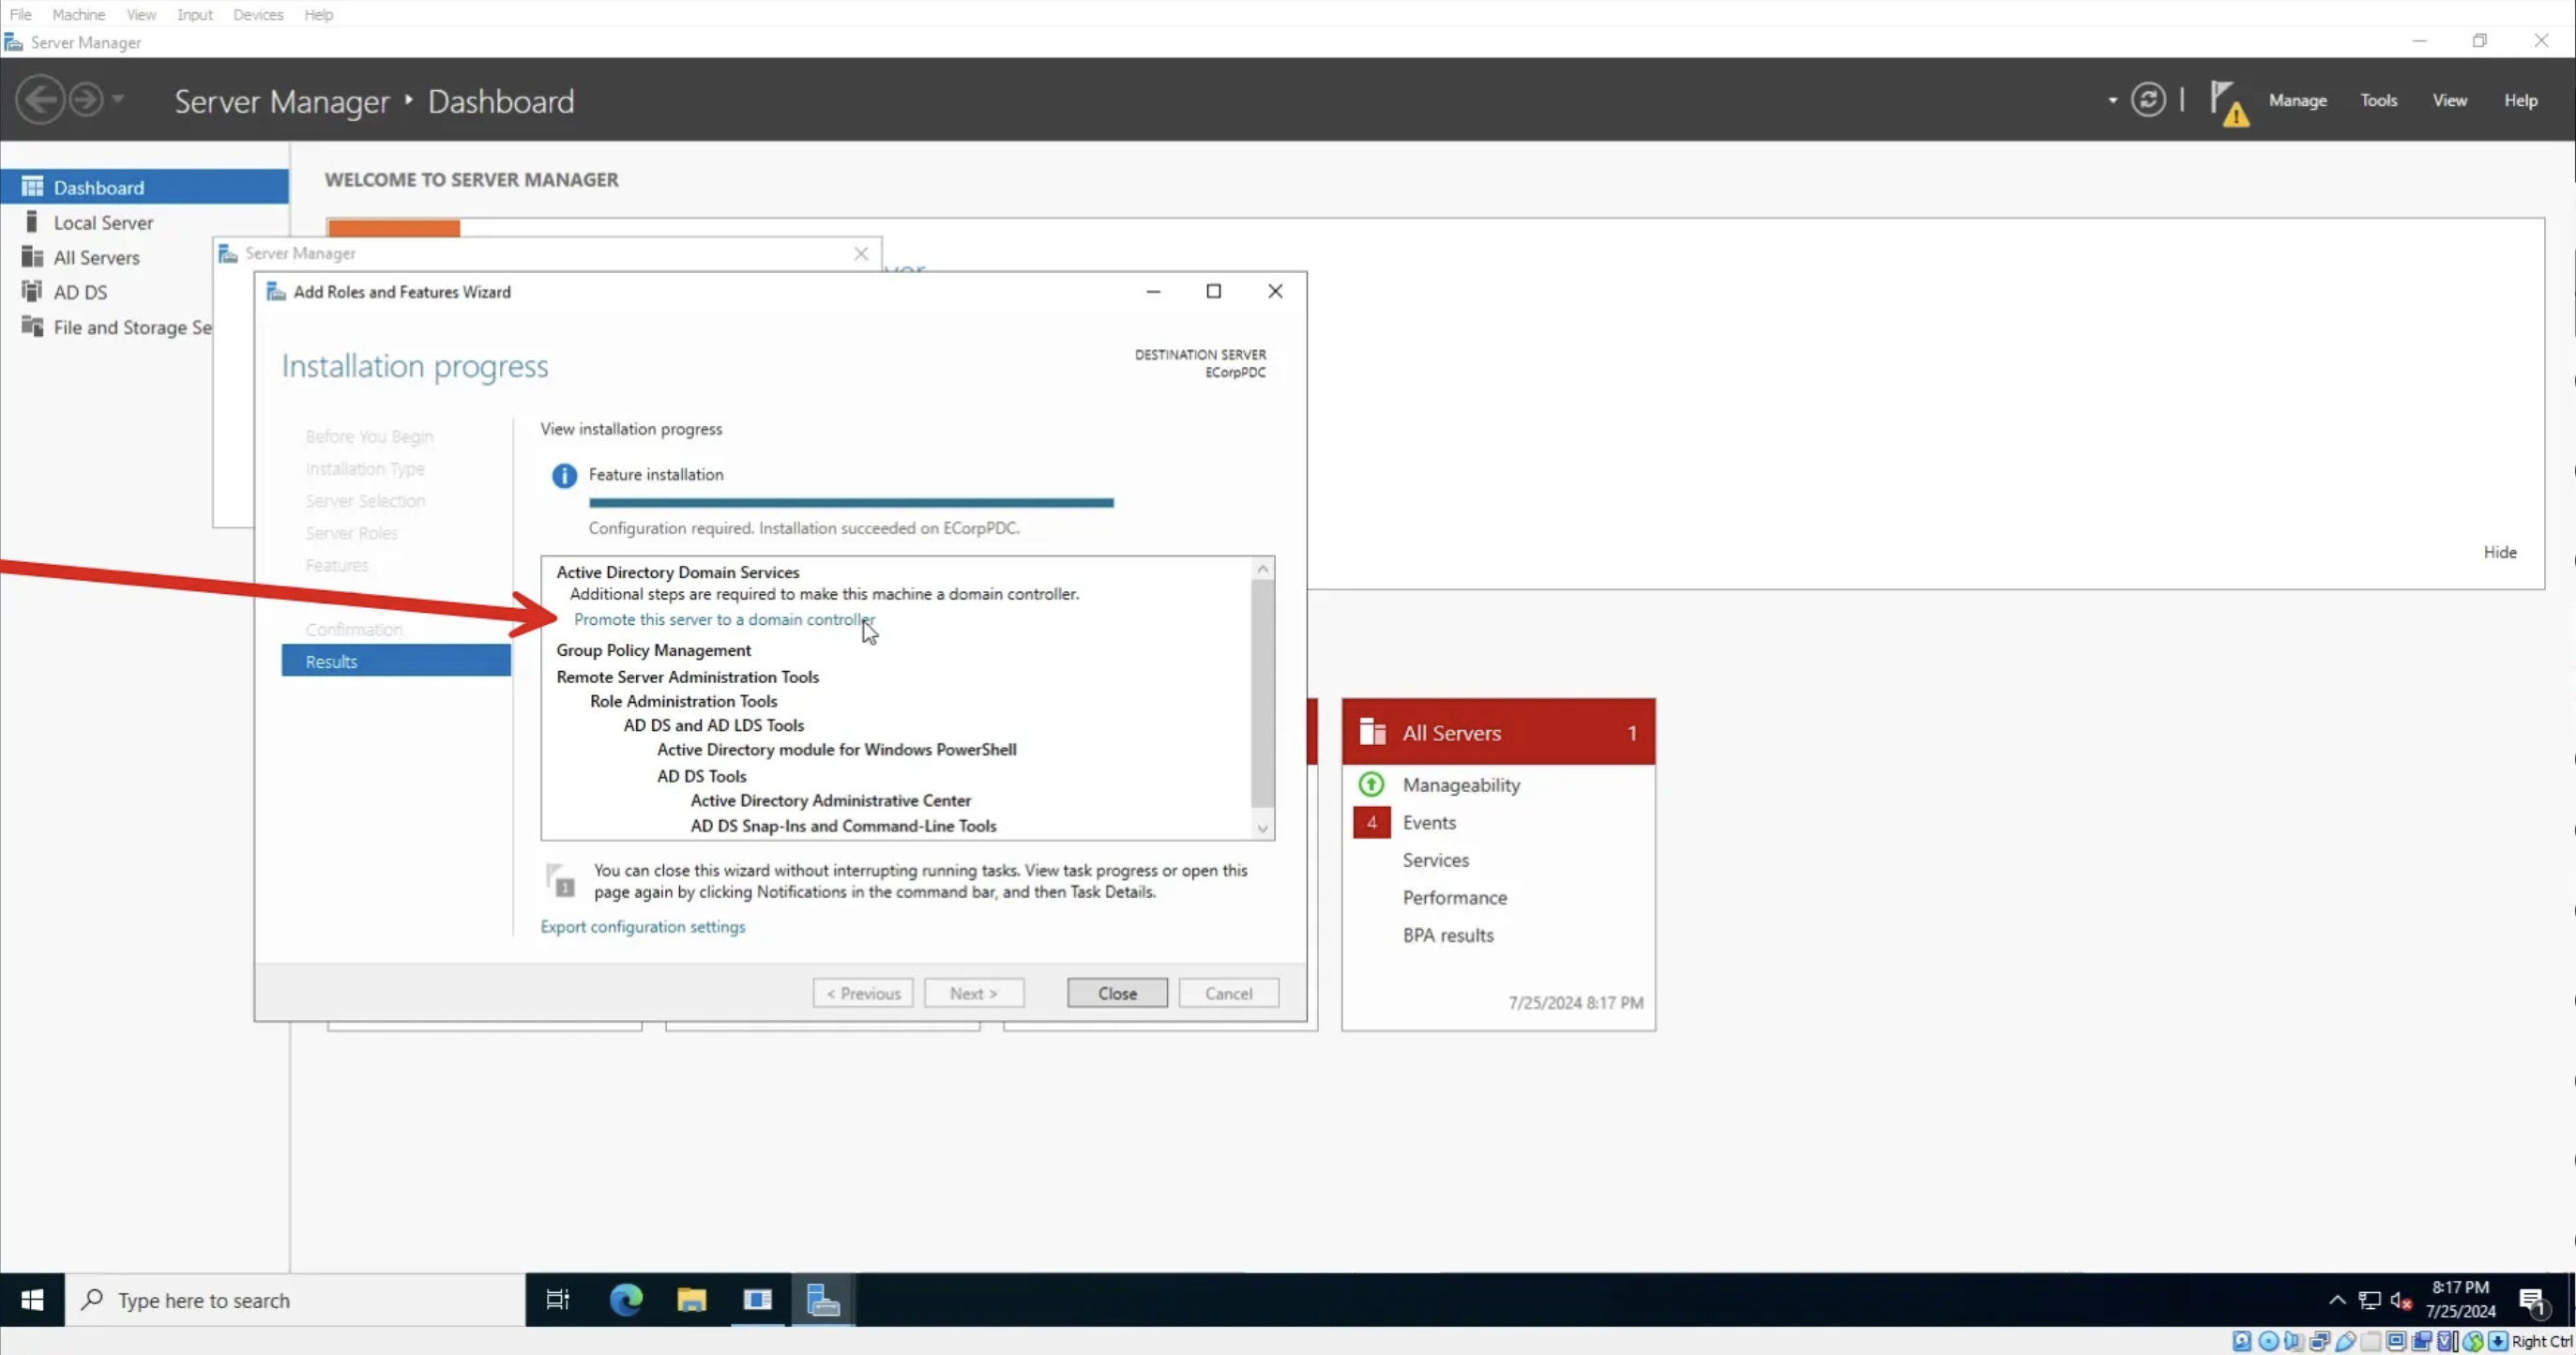 File Machine View Input Devices Help
Server Manager
Server Manager Dashboard
Manage Tools View Help
Dashboard
Local Server
All Servers
AD DS
File and Storage Se
WELCOME TO SERVER MANAGER
Server Manager
Add Roles and Features Wizard
Installation progress
DESTINATION SERVER
ECorpPDC
Before You Begin
Installation Type
Server Selection
Server Roles
Features
Confirmation
Results
View installation progress
Feature installation
Configuration required. Installation succeeded on ECorpPDC.
Active Directory Domain Services
Additional steps are required to make this machine a domain controller.
Promote this server to a domain controller
Group Policy Management
Remote Server Administration Tools
Role Administration Tools
AD DS and AD LDS Tools
Active Directory module for Windows PowerShell
AD DS Tools
Active Directory Administrative Center
AD DS Snap-Ins and Command-Line Tools
1
You can close this wizard without interrupting running tasks. View task progress or open this
page again by clicking Notifications in the command bar, and then Task Details.
Export configuration settings
< Previous Next > Close Cancel
Hide
All Servers 1
Manageability
4 Events
Services
Performance
BPA results
7/25/2024 8:17 PM
Type here to search
8:17 PM
7/25/2024
1
Right Ctrl